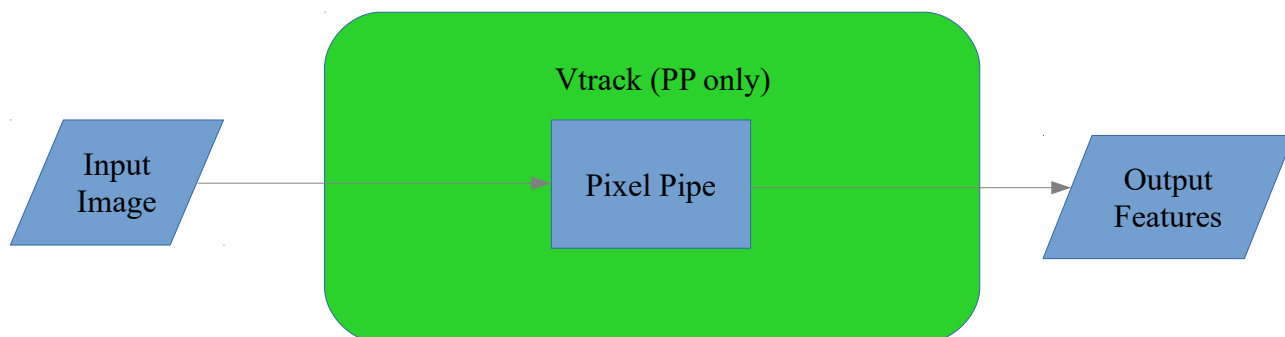 Vtrack (PP only)
Input
Image
Pixel Pipe
Output
Features